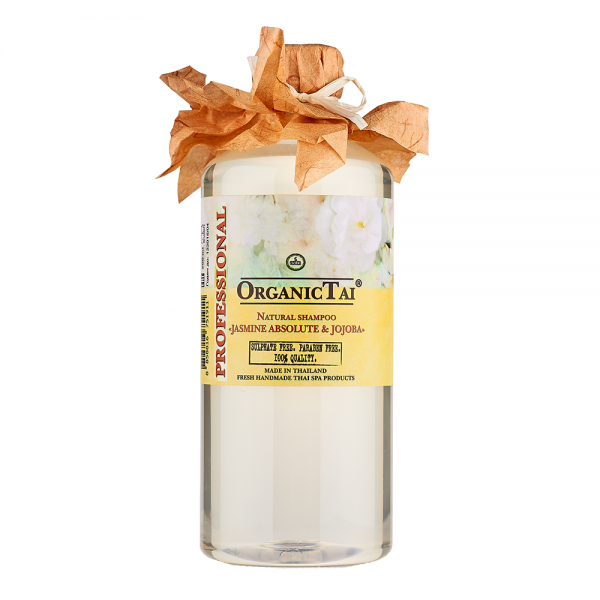 PROFESSIONAL
ORGANICTAI®
NATURAL SHAMPOO
«JASMINE ABSOLUTE & JOJOBA»
SULPHATE FREE. PARABEN FREE.
100% QUALITY.
MADE IN THAILAND
FRESH HANDMADE THAI SPA PRODUCTS